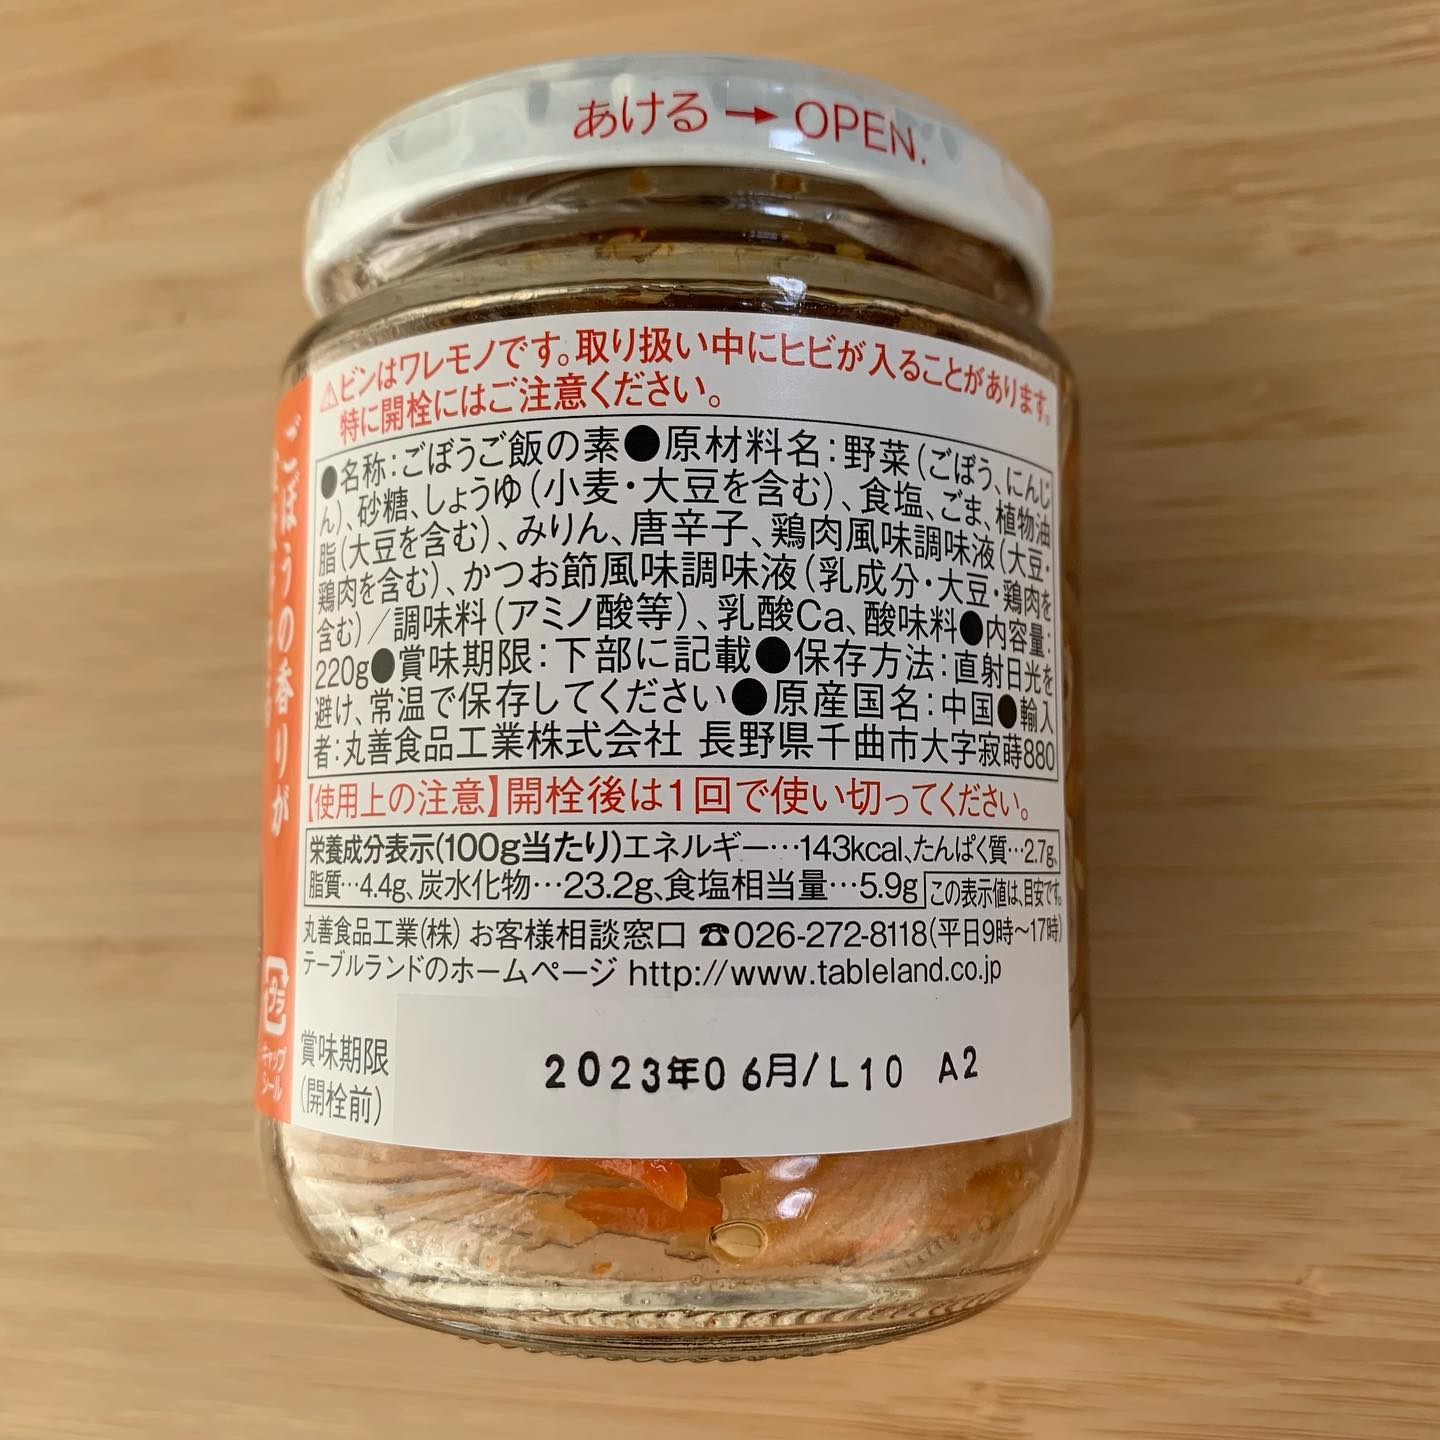 あける → OPEN.
⚠ビンはワレモノです。取り扱い中にヒビが入ることがあります。
特に開栓にはご注意ください。
●名称:ごぼうご飯の素●原材料名:野菜(ごぼう、にんじ
ん)、砂糖、しょうゆ(小麦・大豆を含む)、食塩、ごま、植物油
脂(大豆を含む)、みりん、唐辛子、鶏肉風味調味液(大豆・
鶏肉を含む)、かつお節風味調味液(乳成分・大豆・鶏肉を
含む)/調味料(アミノ酸等)、乳酸Ca、酸味料●内容量:
220g●賞味期限:下部に記載●保存方法:直射日光を
避け、常温で保存してください●原産国名:中国●輸入
者:丸善食品工業株式会社 長野県千曲市大字寂蒔880
【使用上の注意】開栓後は1回で使い切ってください。
栄養成分表示(100g当たり)エネルギー…143kcal、たんぱく質…2.7g、
脂質…4.4g、炭水化物…23.2g、食塩相当量…5.9g この表示値は、目安です。
丸善食品工業(株) お客様相談窓口 ☎026-272-8118(平日9時～17時)
テーブルランドのホームページ http://www.tableland.co.jp
賞味期限
(開栓前)
2023年06月/L10 A2
ごぼうの香りが
プラ
キャップ
シール